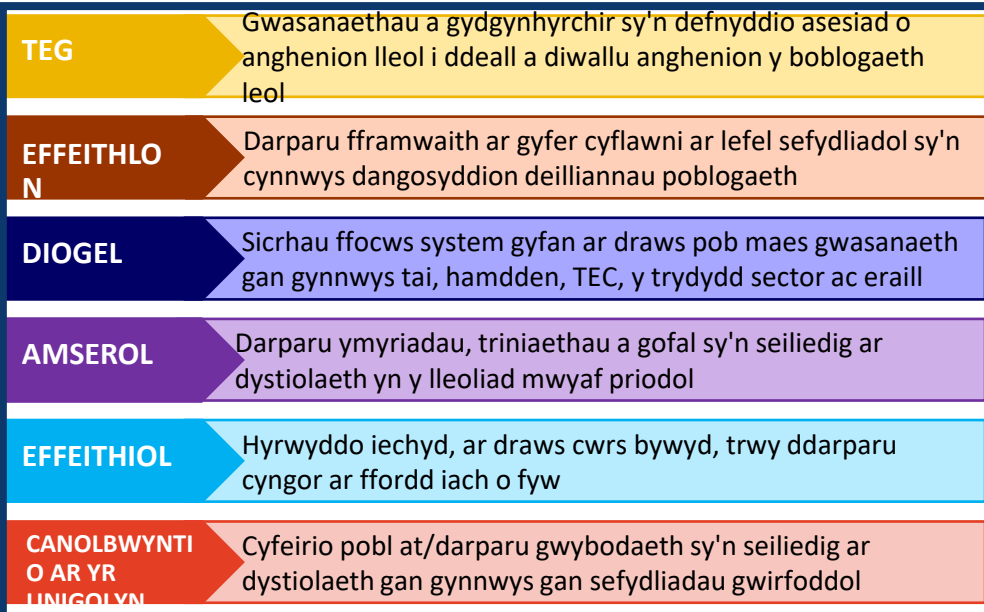 TEG
Gwasanaethau a gydgynhyrchir sy'n defnyddio asesiad o
anghenion lleol i ddeall a diwallu anghenion y boblogaeth
leol
EFFEITHLO
N
Darparu fframwaith ar gyfer cyflawni ar lefel sefydliadol sy'n
cynnwys dangosyddion deilliannau poblogaeth
DIOGEL
Sicrhau ffocws system gyfan ar draws pob maes gwasanaeth
gan gynnwys tai, hamdden, TEC, y trydydd sector ac eraill
AMSEROL
Darparu ymyriadau, triniaethau a gofal sy'n seiliedig ar
dystiolaeth yn y lleoliad mwyaf priodol
EFFEITHIOL
Hyrwyddo iechyd, ar draws cwrs bywyd, trwy ddarparu
cyngor ar ffordd iach o fyw
CANOLBWYNTI
O AR YR
UNIGOLYN
Cyfeirio pobl at/darparu gwybodaeth sy'n seiliedig ar
dystiolaeth gan gynnwys gan sefydliadau gwirfoddol